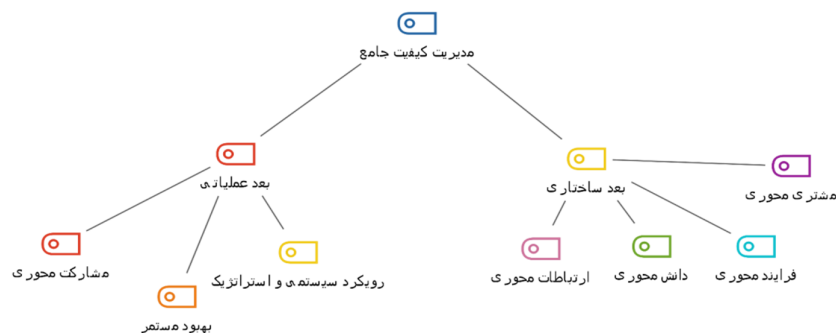 مدیریت کیفیت جامع
بعد عملیاتی
بعد ساختاری
مشتری محوری
مشارکت محوری
بهبود مستمر
رویکرد سیستمی و استراتژیک
ارتباطات محوری
دانش محوری
فرایند محوری